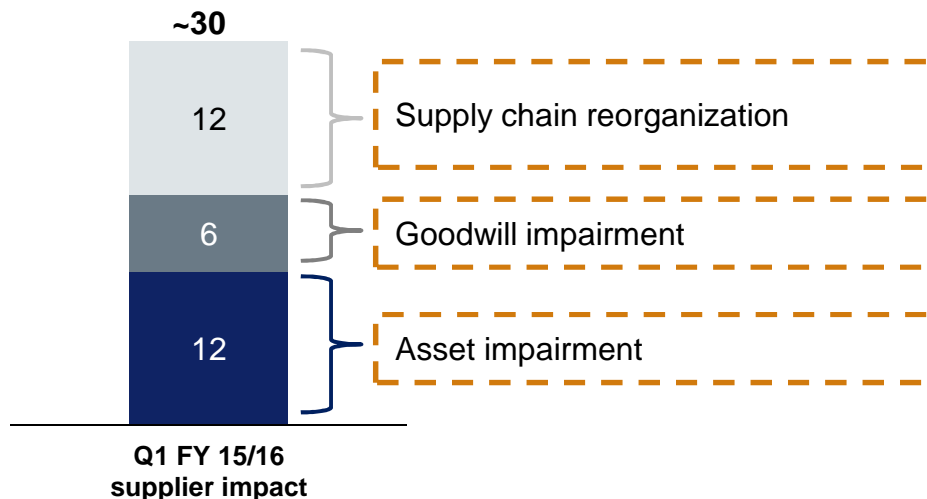 ~30
12
Supply chain reorganization
6
Goodwill impairment
12
Asset impairment
Q1 FY 15/16
supplier impact